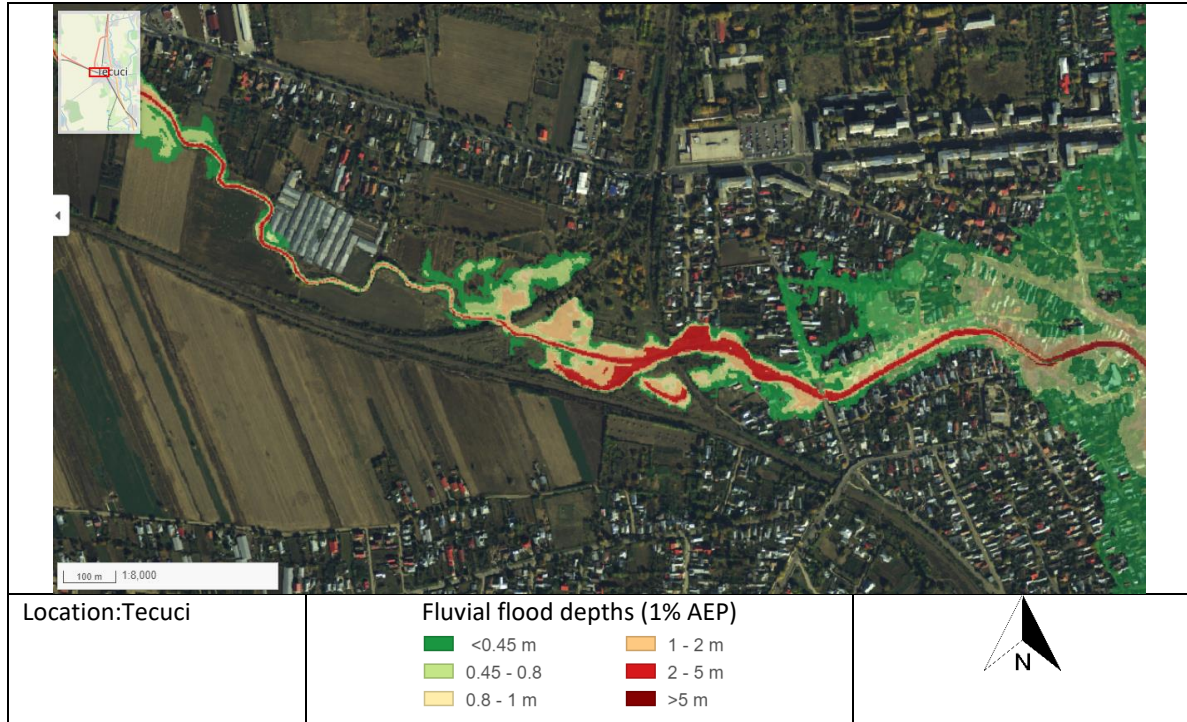 Tecuci
100 m 1:8,000
Location:Tecuci
Fluvial flood depths (1% AEP)
<0.45 m
0.45 - 0.8
0.8 - 1 m
1 - 2 m
2 - 5 m
>5 m
N